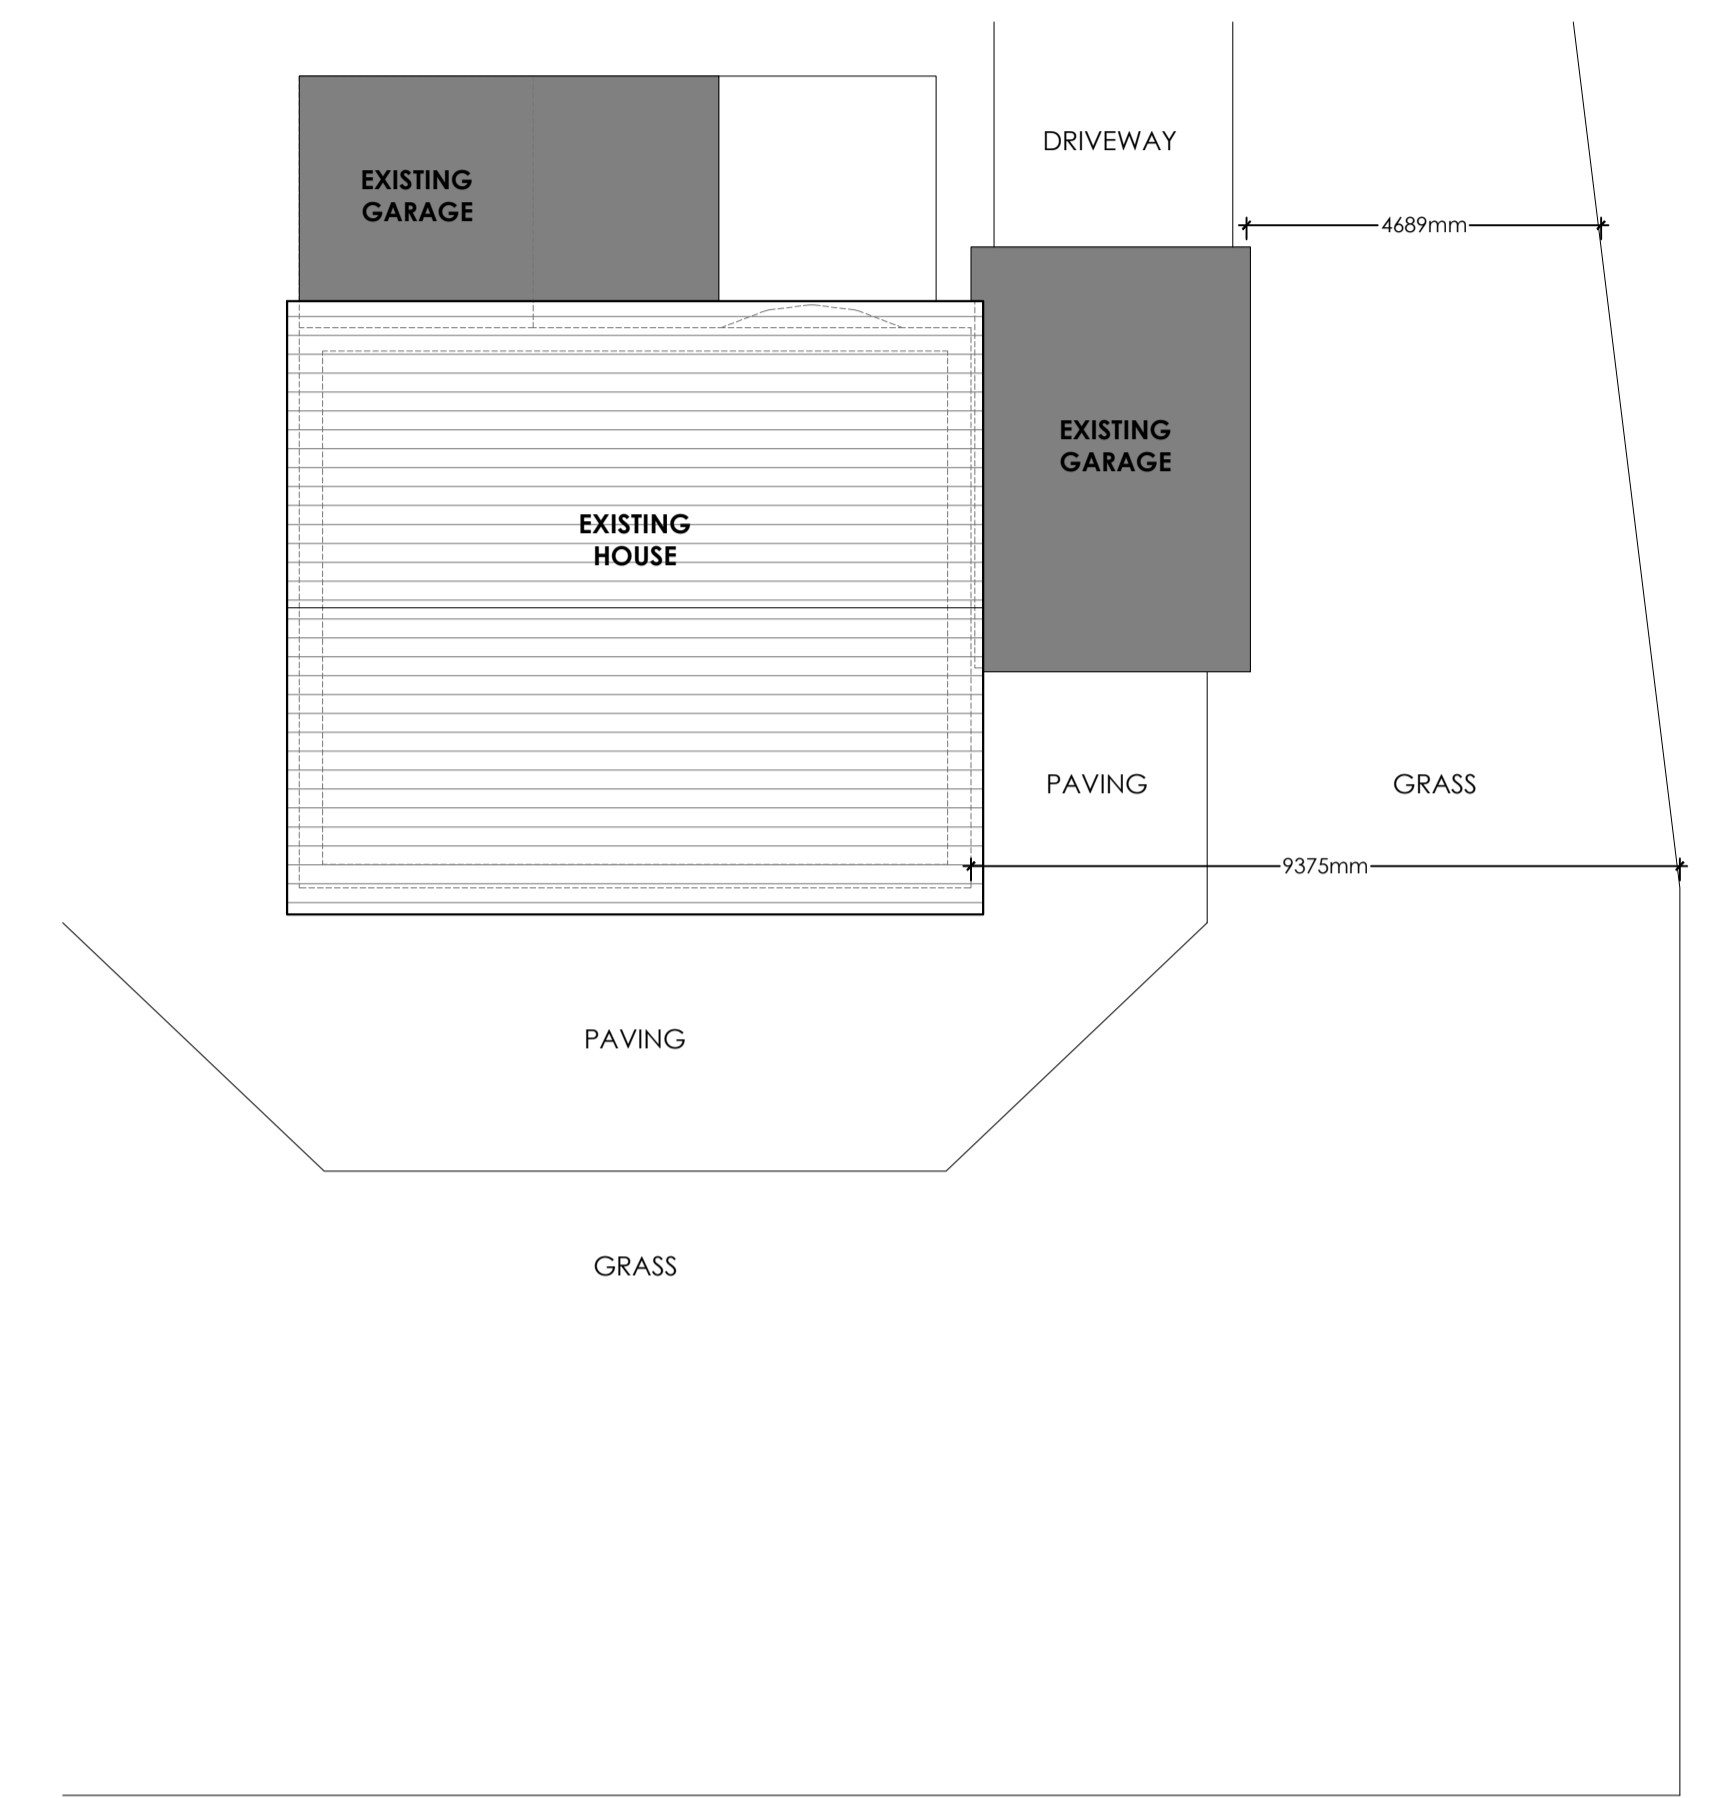 DRIVEWAY
EXISTING
GARAGE
4689mm
EXISTING
GARAGE
EXISTING
HOUSE
PAVING
GRASS
9375mm
PAVING
GRASS